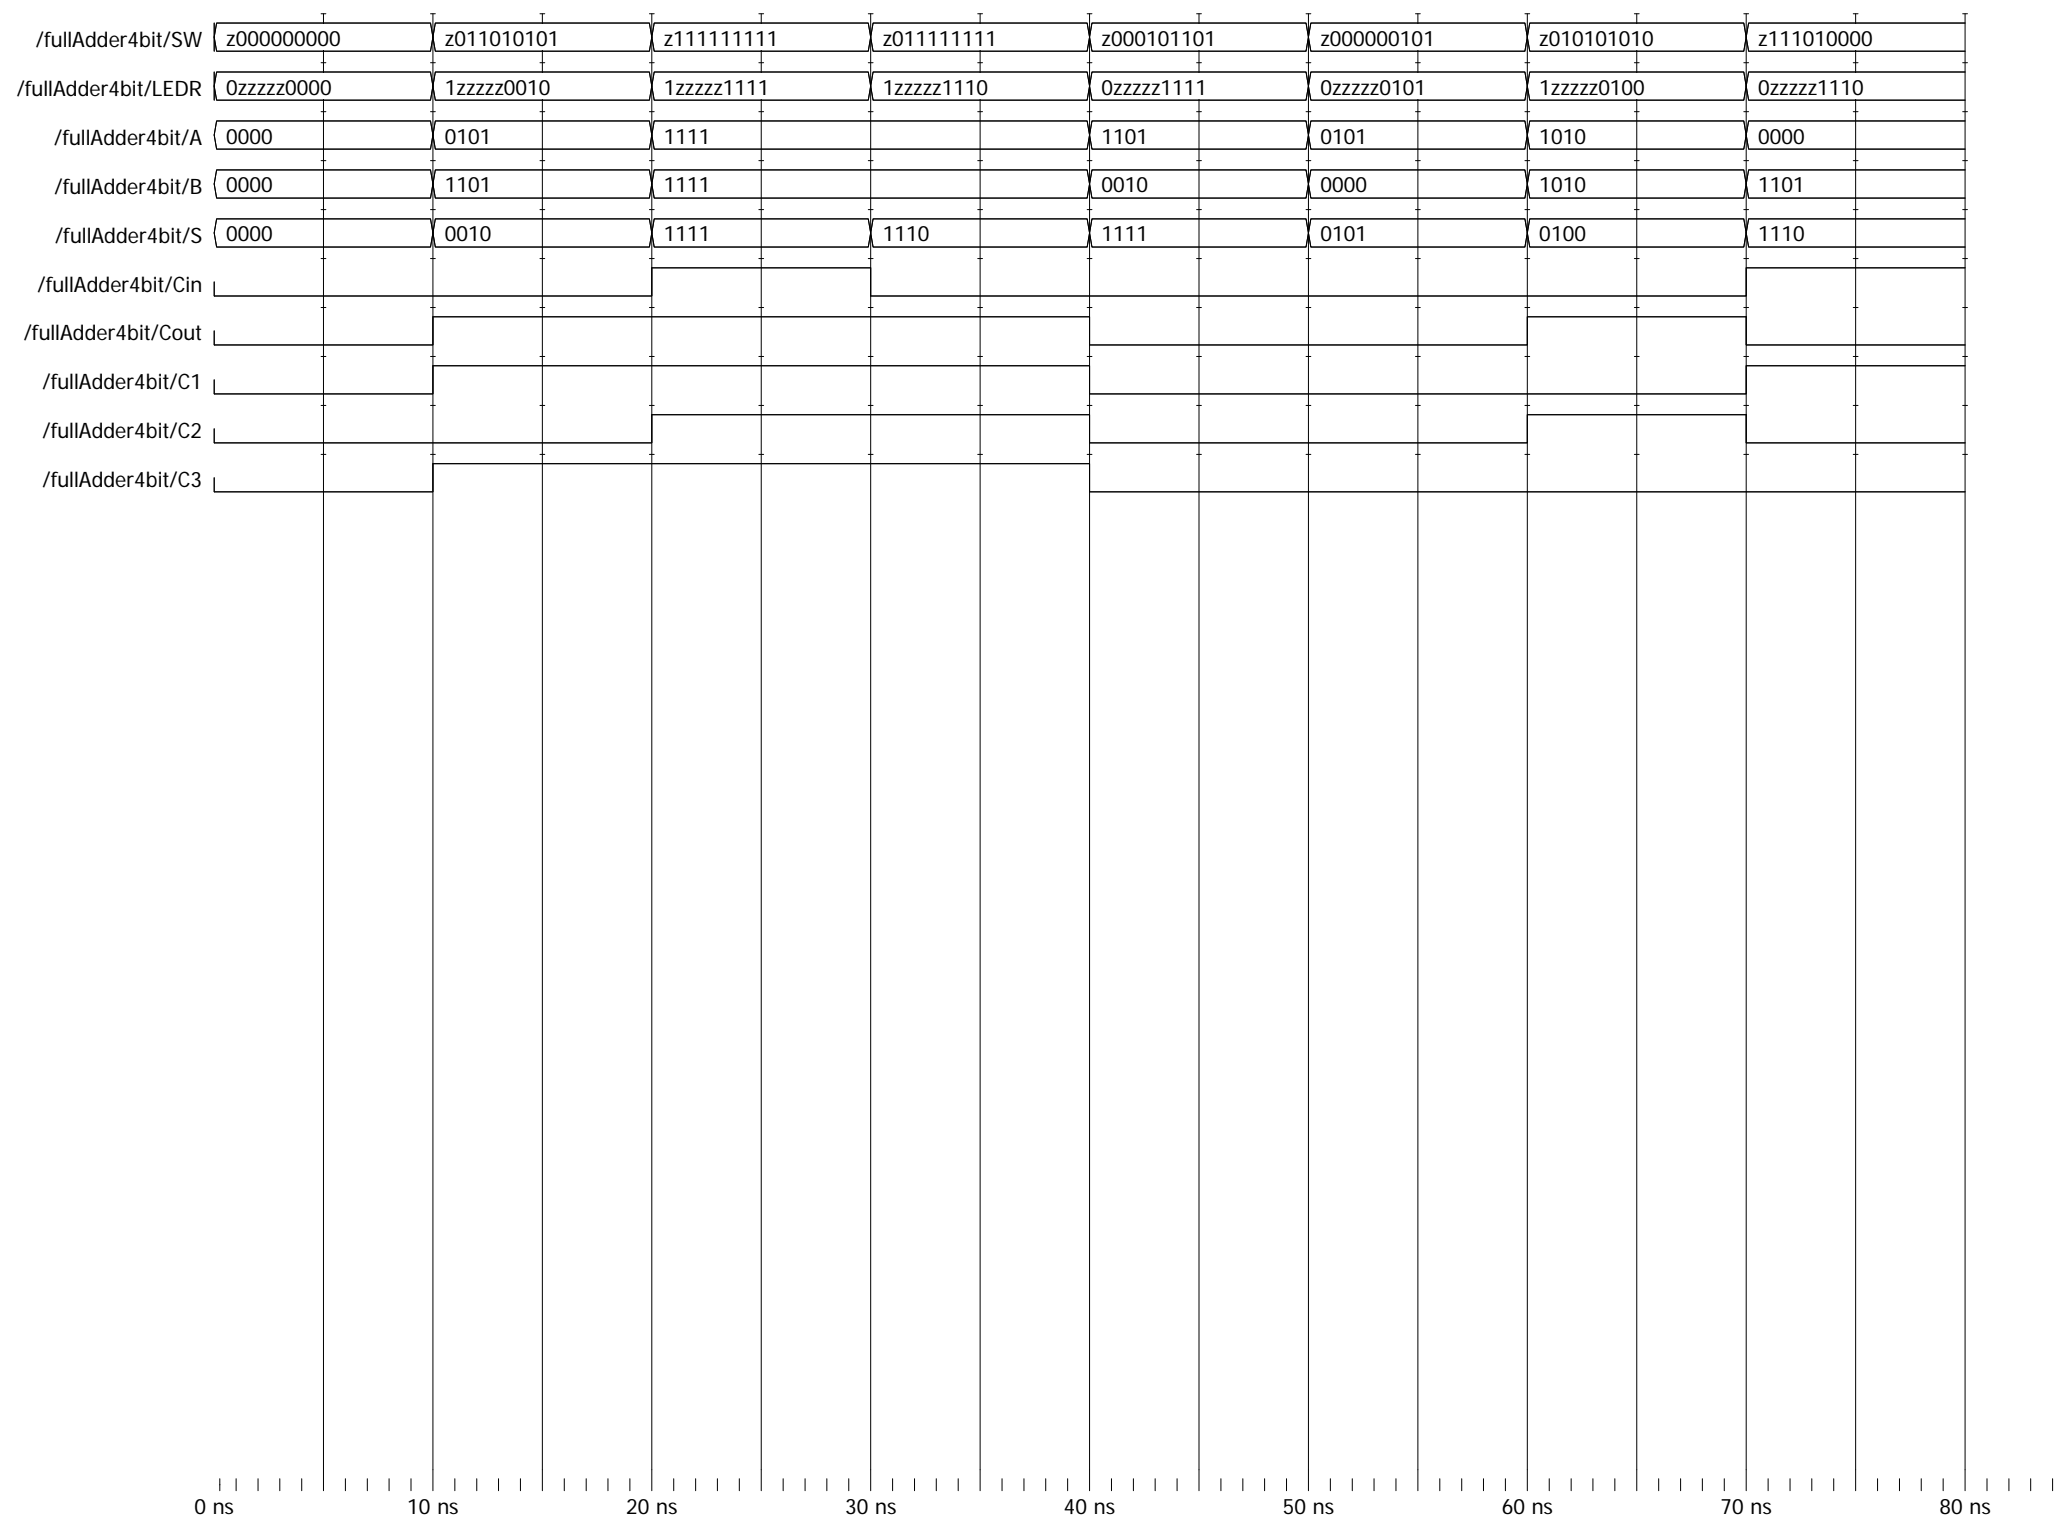 /fullAdder4bit/SW z000000000 z011010101 z111111111 z011111111 z000101101 z000000101 z010101010 z111010000
/fullAdder4bit/LEDR 0zzzzz0000 1zzzzz0010 1zzzzz1111 1zzzzz1110 0zzzzz1111 0zzzzz0101 1zzzzz0100 0zzzzz1110
/fullAdder4bit/A 0000 0101 1111 1101 0101 1010 0000
/fullAdder4bit/B 0000 1101 1111 0010 0000 1010 1101
/fullAdder4bit/S 0000 0010 1111 1110 1111 0101 0100 1110
/fullAdder4bit/Cin
/fullAdder4bit/Cout
/fullAdder4bit/C1
/fullAdder4bit/C2
/fullAdder4bit/C3
0 ns 10 ns 20 ns 30 ns 40 ns 50 ns 60 ns 70 ns 80 ns